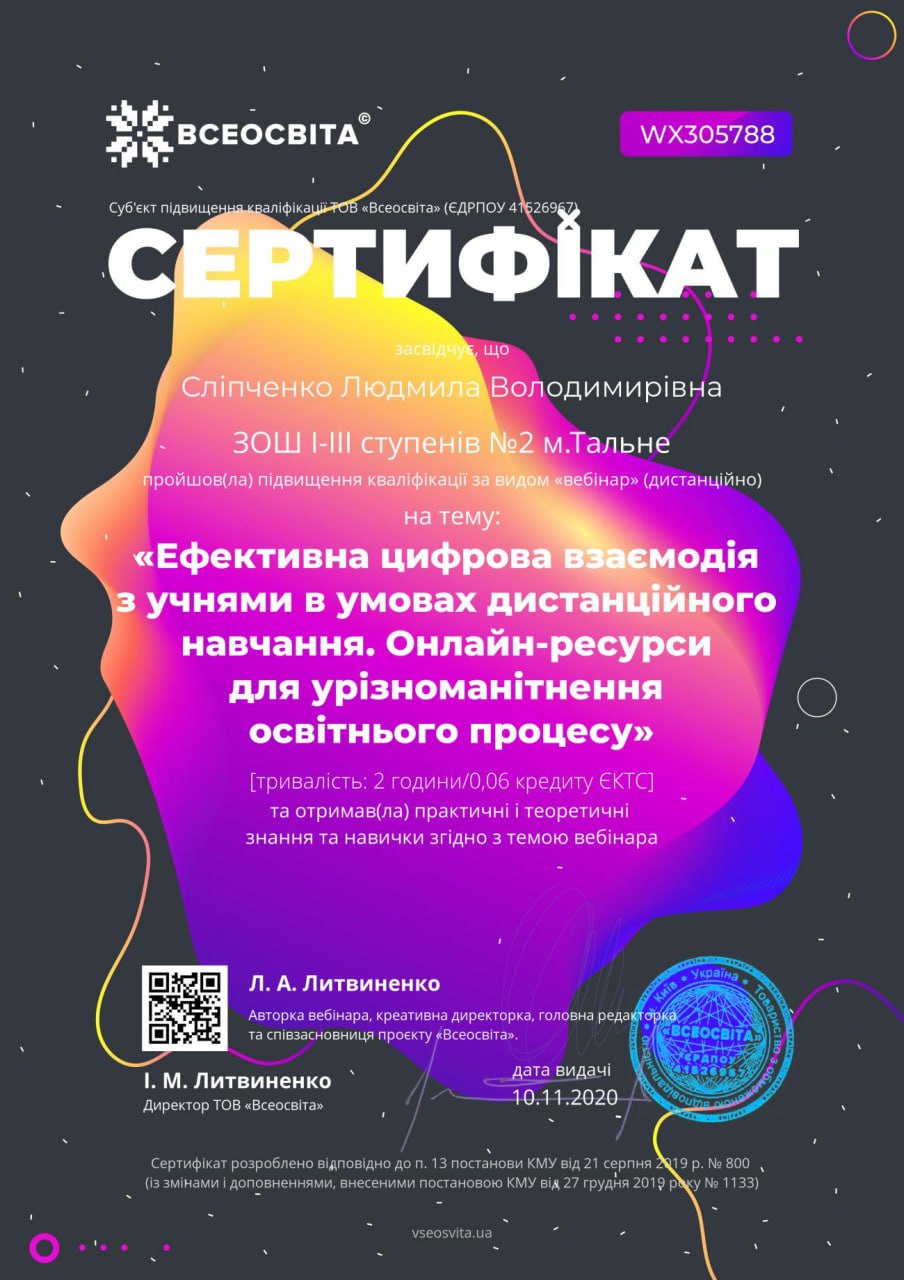 ВСЕОСВІТА©
WX305788
Суб'єкт підвищення кваліфікації ТОВ «Всеосвіта» (ЄДРПОУ 41526967)
СЕРТИФІКАТ
засвідчує, що
Сліпченко Людмила Володимирівна
ЗОШ І-ІІІ ступенів №2 м.Тальне
пройшов(ла) підвищення кваліфікації за видом «вебінар» (дистанційно)
на тему:
«Ефективна цифрова взаємодія
з учнями в умовах дистанційного
навчання. Онлайн-ресурси
для урізноманітнення
освітнього процесу»
[тривалість: 2 години/0,06 кредиту ЄКТС]
та отримав(ла) практичні і теоретичні
знання та навички згідно з темою вебінара
Л. А. Литвиненко
Авторка вебінара, креативна директорка, головна редакторка
та співзасновниця проєкту «Всеосвіта».
І. М. Литвиненко
Директор ТОВ «Всеосвіта»
дата видачі
10.11.2020
Київ • Україна • Товариство з обмеженою відповідальністю
«ВСЕОСВІТА»
ЄРДПОУ
41526967
Сертифікат розроблено відповідно до п. 13 постанови КМУ від 21 серпня 2019 р. № 800
(із змінами і доповненнями, внесеними постановою КМУ від 27 грудня 2019 року № 1133)
vseosvita.ua